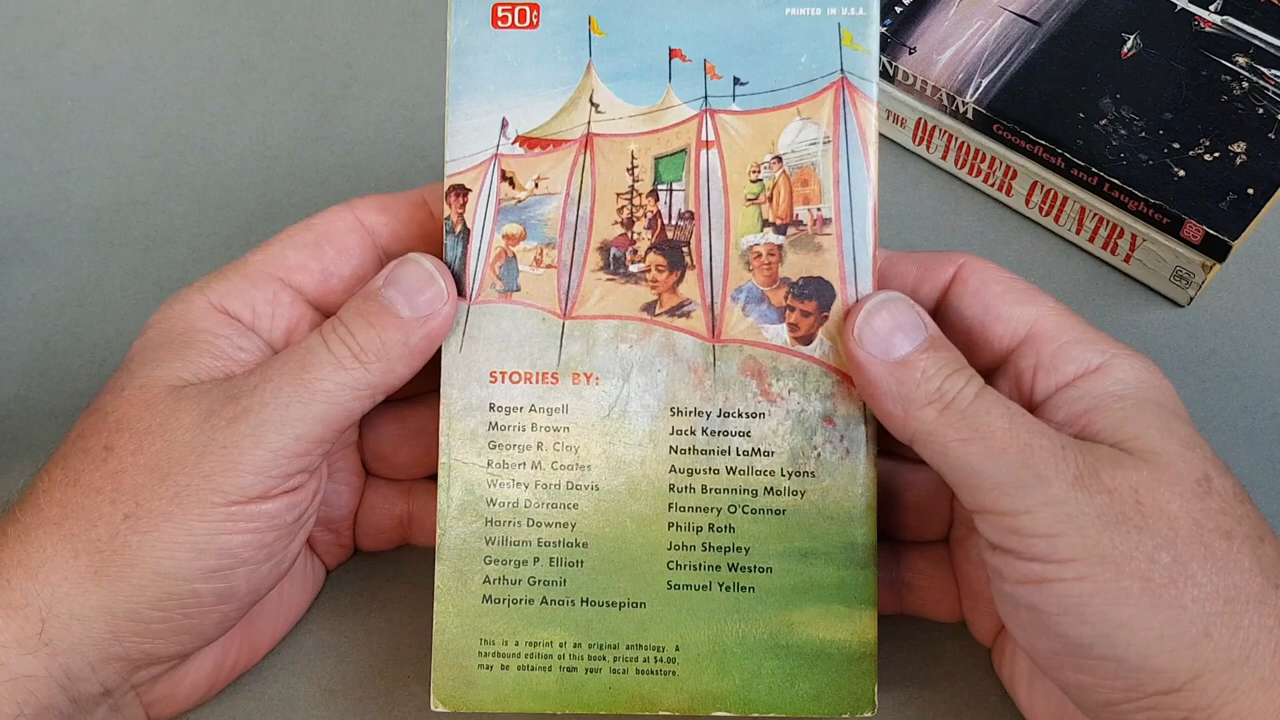 50¢
PRINTED IN U.S.A.
STORIES BY:
Roger Angell
Morris Brown
George R. Clay
Robert M. Coates
Wesley Ford Davis
Ward Dorrance
Harris Downey
William Eastlake
George P. Elliott
Arthur Granit
Marjorie Anaïs Housepian
Shirley Jackson
Jack Kerouac
Nathaniel LaMar
Augusta Wallace Lyons
Ruth Branning Molloy
Flannery O'Connor
Philip Roth
John Shepley
Christine Weston
Samuel Yellen
This is a reprint of an original anthology. A
hardbound edition of this book, priced at $4.00,
may be obtained from your local bookstore.
NDHAM
Gooseflesh and Laughter
BB
THE OCTOBER COUNTRY